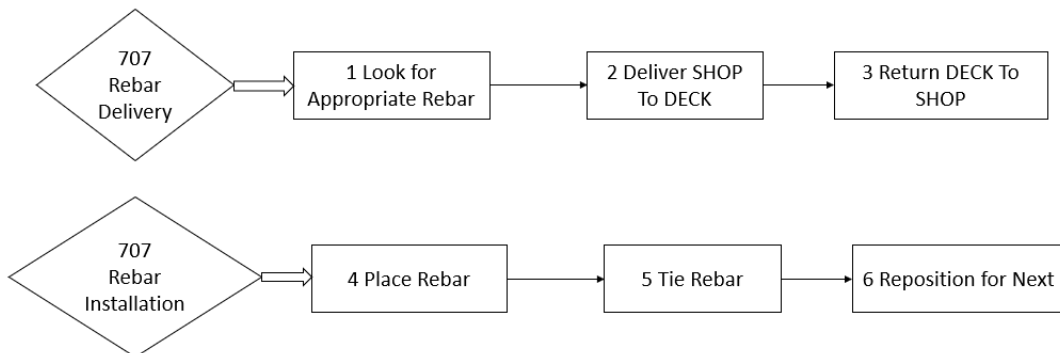 707
Rebar
Delivery
1 Look for
Appropriate Rebar
2 Deliver SHOP
To DECK
3 Return DECK To
SHOP
707
Rebar
Installation
4 Place Rebar
5 Tie Rebar
6 Reposition for Next